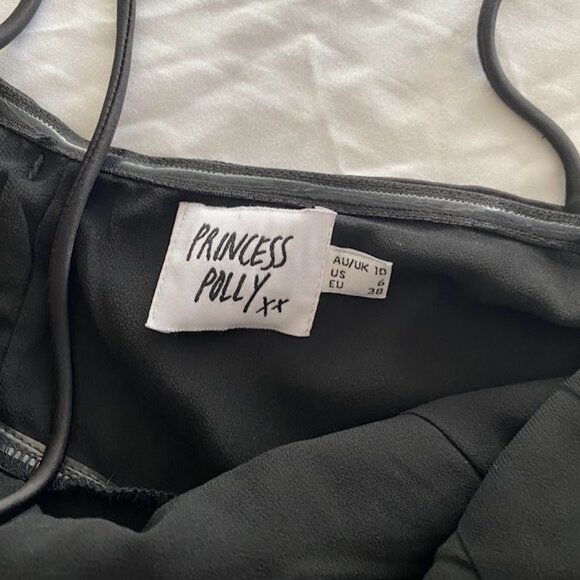 PRINCESS
POLLY xx
AU/UK 10
US 6
EU 38